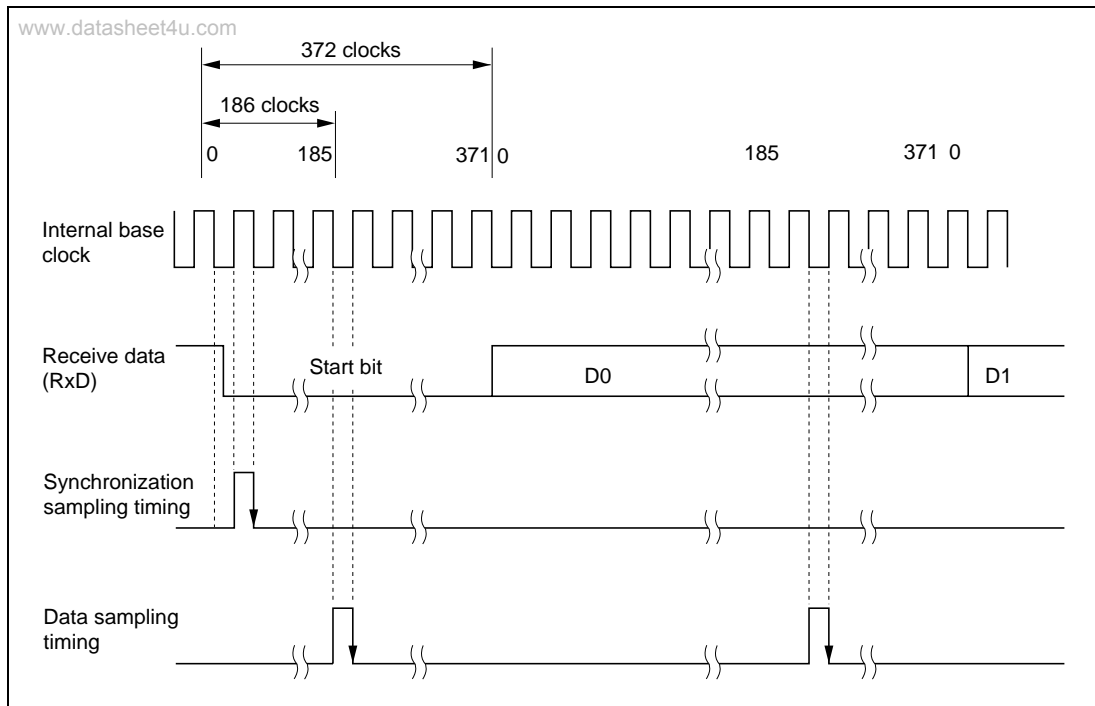 www.datasheet4u.com
372 clocks
186 clocks
0 185 371 0 185 371 0
Internal base
clock
Receive data
(RxD)
Start bit
D0
D1
Synchronization
sampling timing
Data sampling
timing